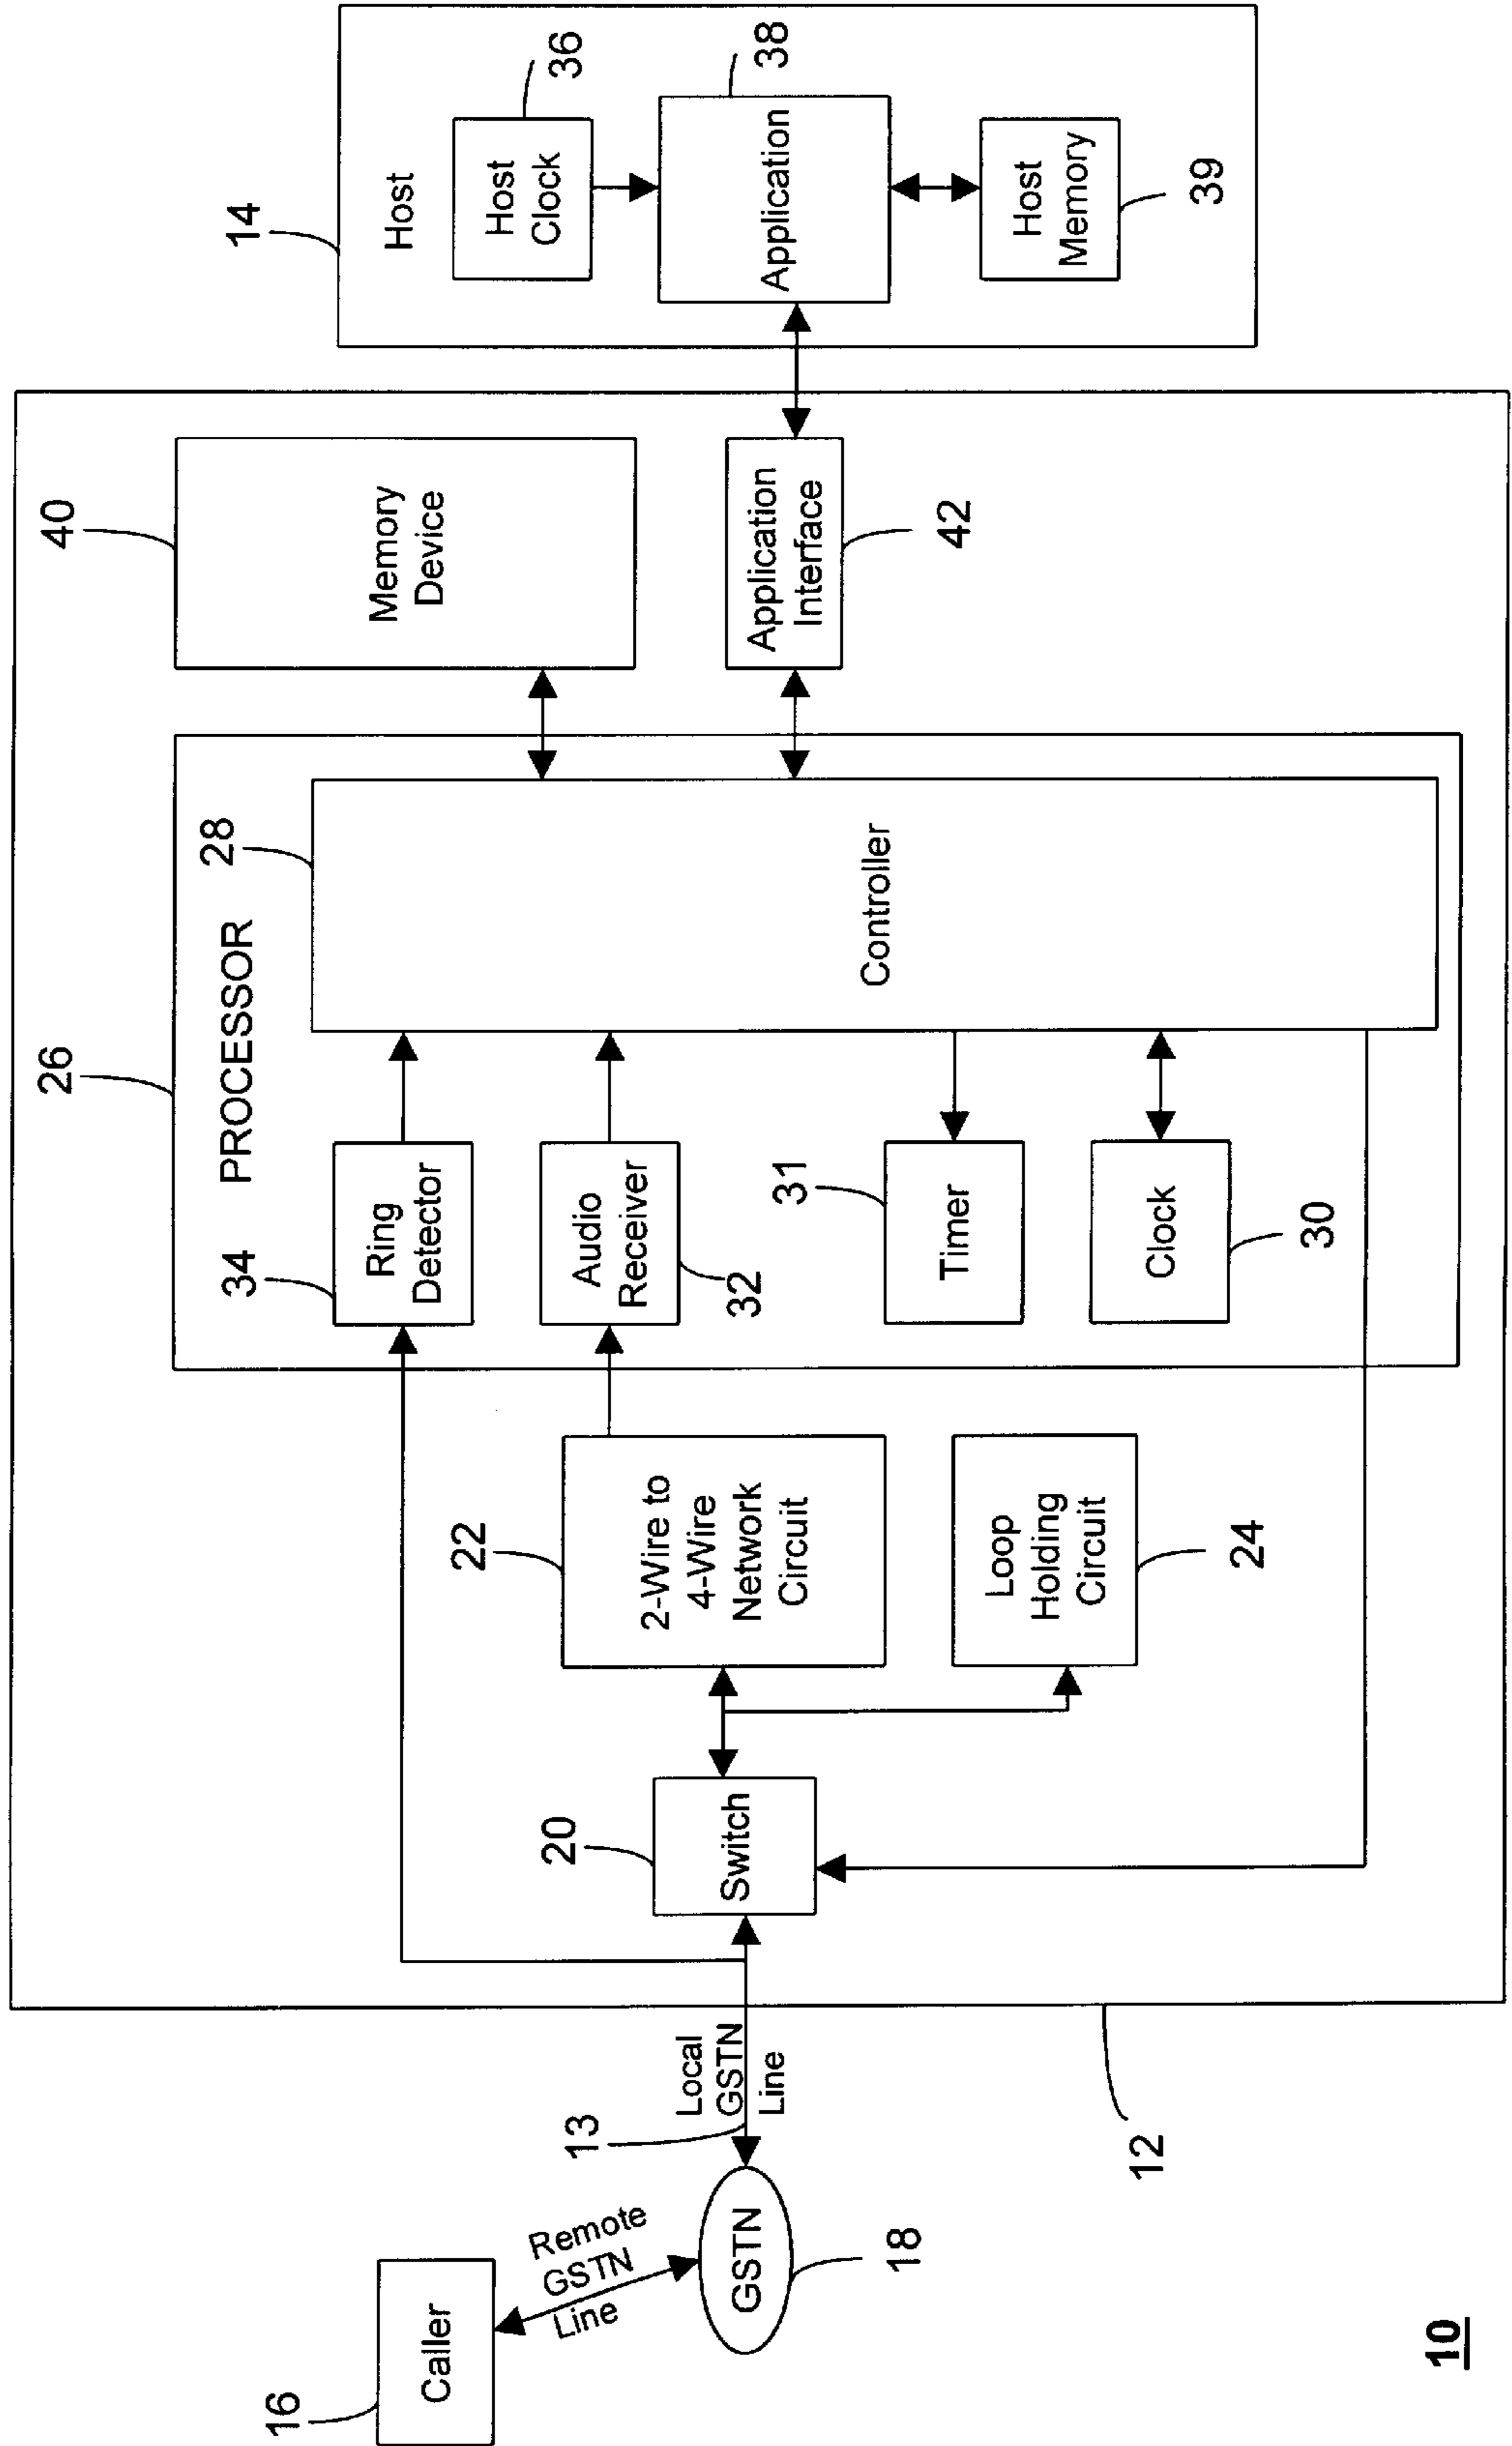 16
Caller
Remote
GSTN
Line
GSTN
18
13
Local
GSTN
Line
12
20
Switch
22
2-Wire to
4-Wire
Network
Circuit
Loop
Holding
Circuit
24
26
PROCESSOR
34
Ring
Detector
Audio
Receiver
32
31
Timer
Clock
30
28
Controller
40
Memory
Device
Application
Interface
42
14
Host
Host
Clock
36
Application
38
Host
Memory
39
10